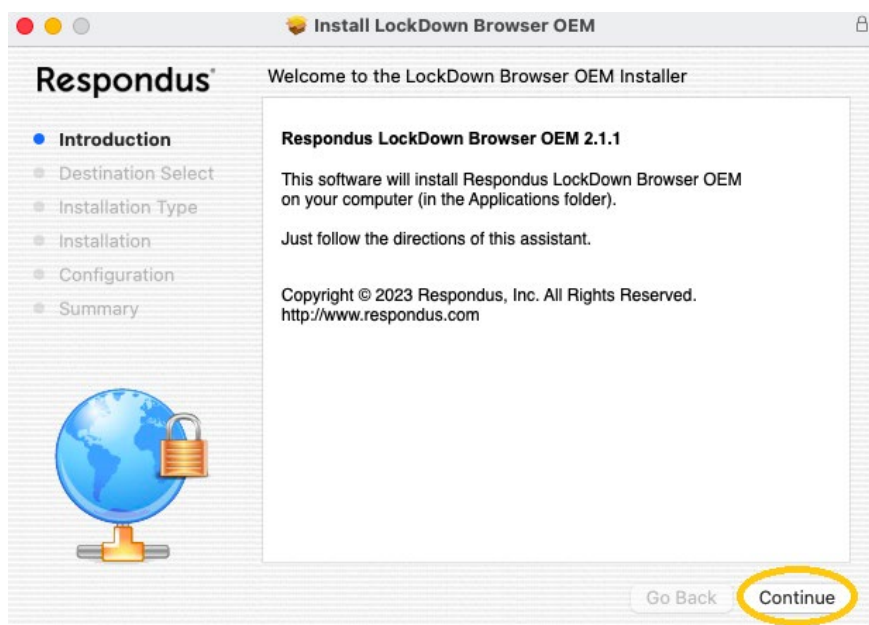 Install LockDown Browser OEM
Respondus
Welcome to the LockDown Browser OEM Installer
Introduction
Destination Select
Installation Type
Installation
Configuration
Summary
Respondus LockDown Browser OEM 2.1.1
This software will install Respondus LockDown Browser OEM
on your computer (in the Applications folder).
Just follow the directions of this assistant.
Copyright © 2023 Respondus, Inc. All Rights Reserved.
http://www.respondus.com
Go Back
Continue